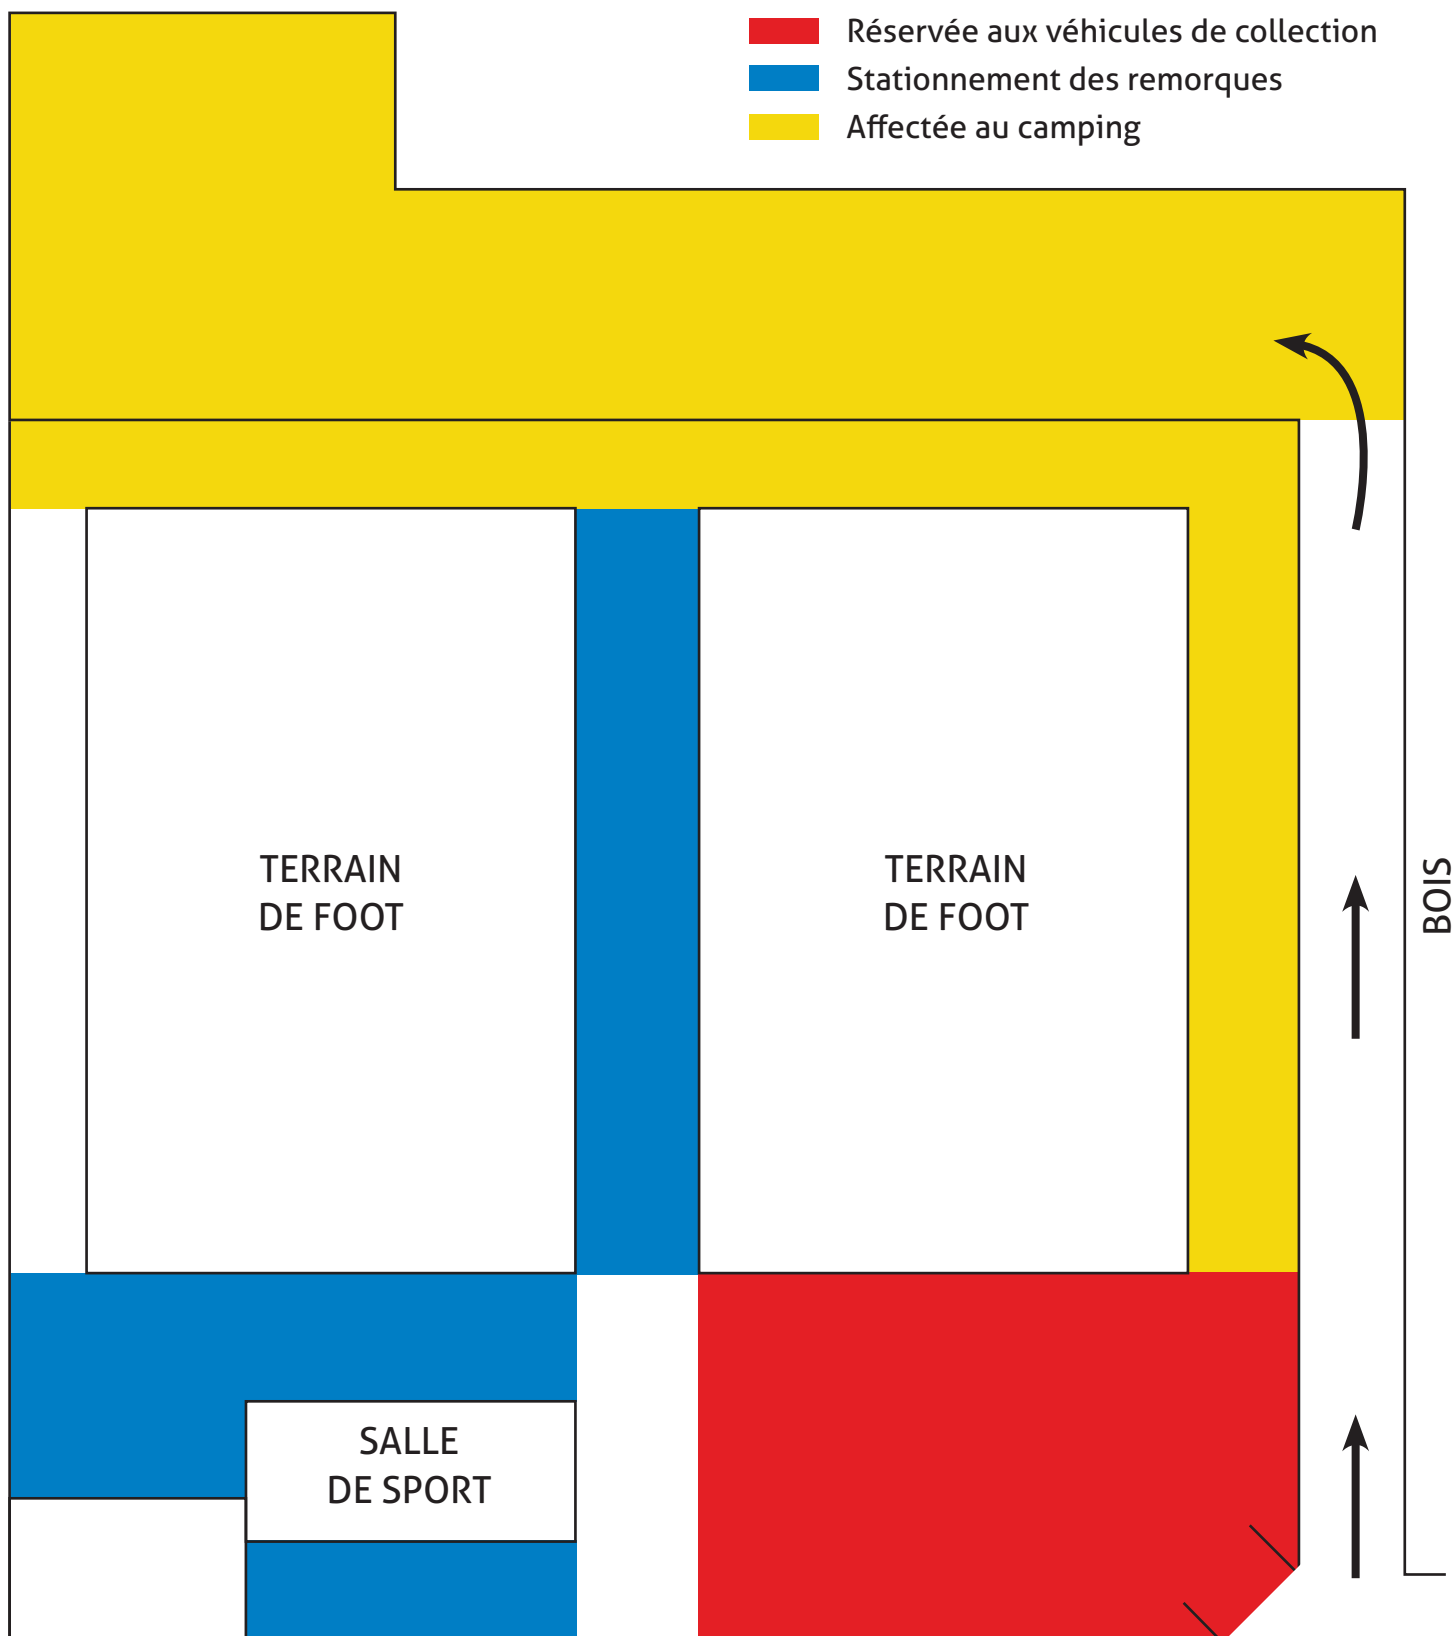 Réservée aux véhicules de collection
Stationnement des remorques
Affectée au camping
TERRAIN
DE FOOT
TERRAIN
DE FOOT
BOIS
SALLE
DE SPORT